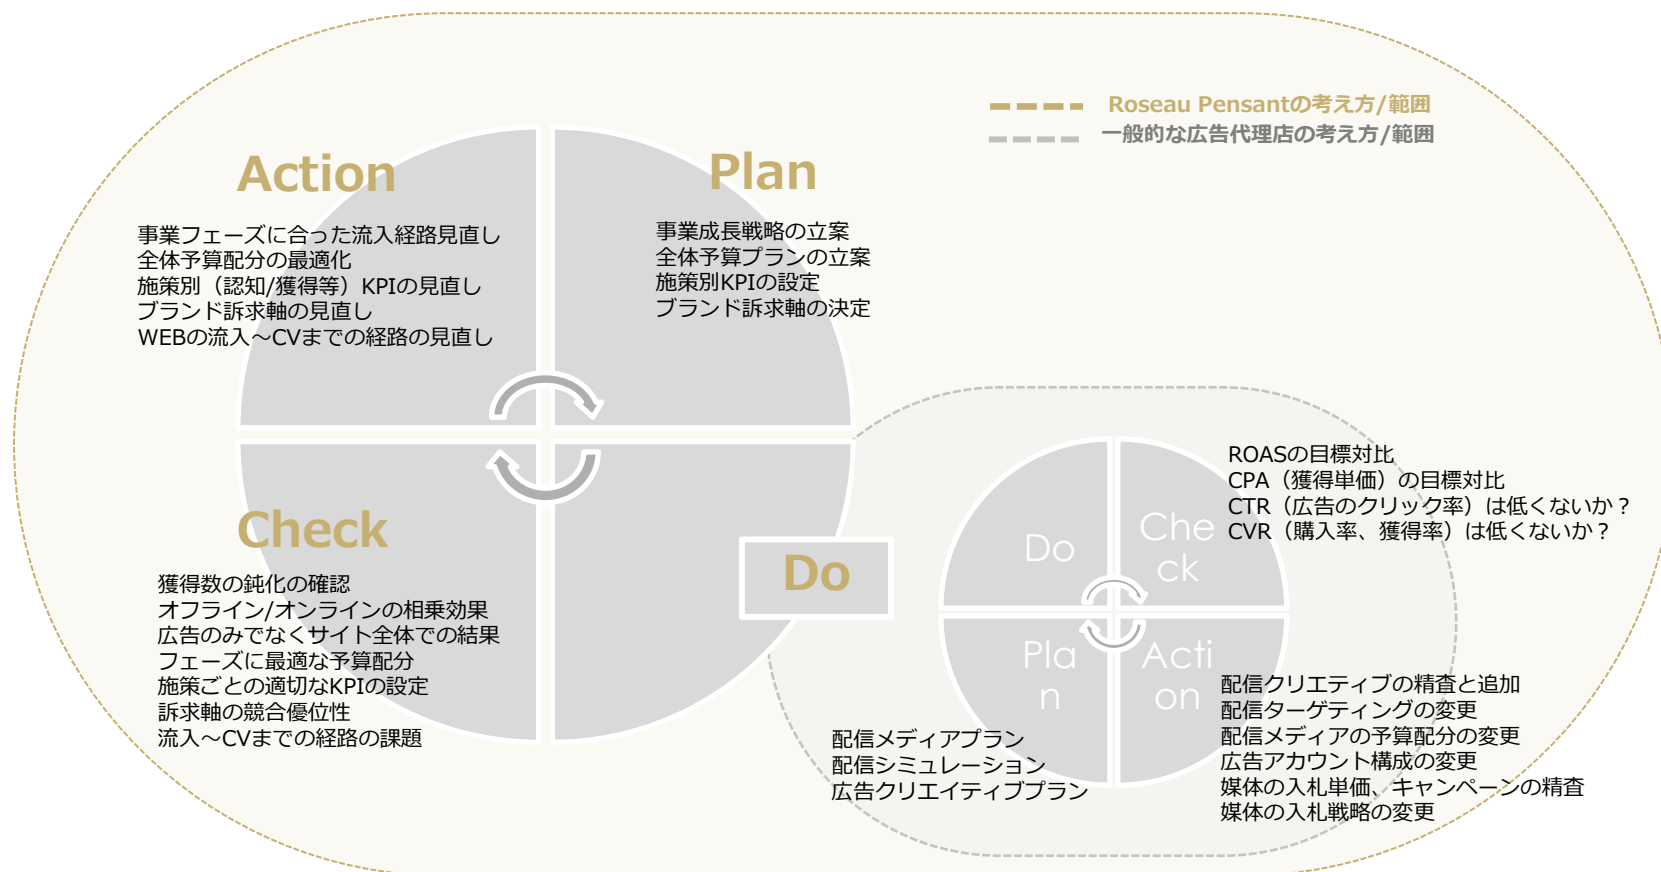 Roseau Pensantの考え方/範囲
一般的な広告代理店の考え方/範囲
Action
事業フェーズに合った流入経路見直し
全体予算配分の最適化
施策別（認知/獲得等）KPIの見直し
ブランド訴求軸の見直し
WEBの流入～CVまでの経路の見直し
Plan
事業成長戦略の立案
全体予算プランの立案
施策別KPIの設定
ブランド訴求軸の決定
Check
獲得数の鈍化の確認
オフライン/オンラインの相乗効果
広告のみでなくサイト全体での結果
フェーズに最適な予算配分
施策ごとの適切なKPIの設定
訴求軸の競合優位性
流入～CVまでの経路の課題
Do
Do
Che
ck
ROASの目標対比
CPA（獲得単価）の目標対比
CTR（広告のクリック率）は低くないか？
CVR（購入率、獲得率）は低くないか？
Pla
n
配信メディアプラン
配信シミュレーション
広告クリエイティブプラン
Acti
on
配信クリエティブの精査と追加
配信ターゲティングの変更
配信メディアの予算配分の変更
広告アカウント構成の変更
媒体の入札単価、キャンペーンの精査
媒体の入札戦略の変更